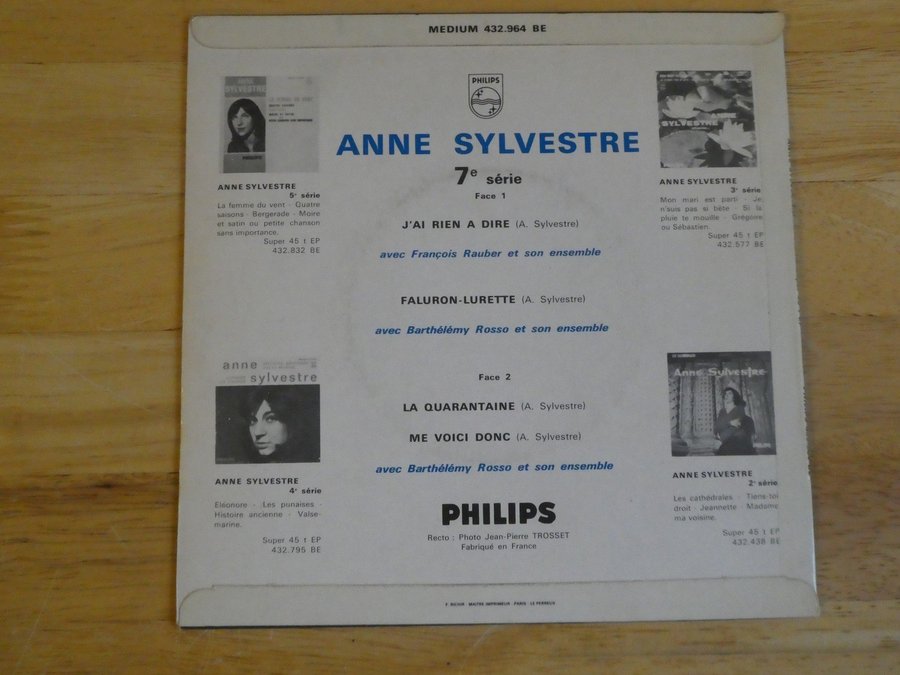 MEDIUM 432.964 BE
PHILIPS
ANNE SYLVESTRE
7e série
Face 1
J'AI RIEN A DIRE (A. Sylvestre)
avec François Rauber et son ensemble
FALURON-LURETTE (A. Sylvestre)
avec Barthélémy Rosso et son ensemble
Face 2
LA QUARANTAINE (A. Sylvestre)
ME VOICI DONC (A. Sylvestre)
avec Barthélémy Rosso et son ensemble
PHILIPS
Recto : Photo Jean-Pierre TROSSET
Fabriqué en France
ANNE
SYLVESTRE
PHILIPS
ANNE SYLVESTRE
5e série
La femme du vent - Quatre
saisons - Bergerade - Moire
et satin ou petite chanson
sans importance.
Super 45 t EP
432.832 BE
anne
sylvestre
ANNE SYLVESTRE
4e série
Eléonore - Les punaises -
Histoire ancienne - Valse-
marine.
Super 45 t EP
432.795 BE
ANNE
SYLVESTRE
ANNE SYLVESTRE
3e série
Mon mari est parti - Je
n'suis pas si bête - Si la
pluie te mouille - Grégoire
ou Sébastien.
Super 45 t EP
432.577 BE
Anne Sylvestre
PHILIPS
ANNE SYLVESTRE
2e série
Les cathédrales - Tiens-toi
droit - Jeannette - Madame
ma voisine.
Super 45 t EP
432.438 BE
MAITRE-IMPRIMEUR - PARIS - LE PERREUX